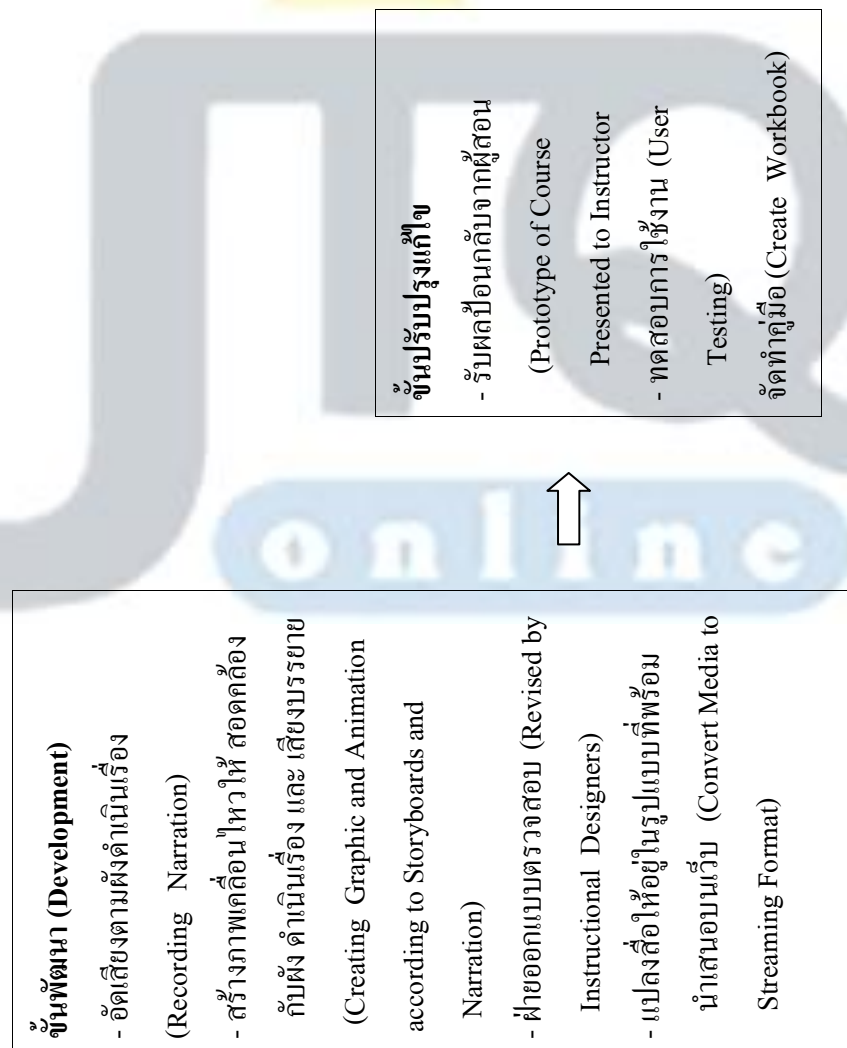 ขั้นพัฒนา (Development)
- อัดเสียงตามผังดำเนินเรื่อง
(Recording Narration)
- สร้างภาพเคลื่อนไหวให้ สอดคล้อง
กับผัง ดำเนินเรื่อง และ เสียงบรรยาย
(Creating Graphic and Animation
according to Storyboards and
Narration)
- ฝ่ายออกแบบตรวจสอบ (Revised by
Instructional Designers)
- แปลงสื่อให้อยู่ในรูปแบบที่พร้อม
นำเสนอบนเว็บ (Convert Media to
Streaming Format)
ขั้นปรับปรุงแก้ไข
- รับผลป้อนกลับจากผู้สอน
(Prototype of Course
Presented to Instructor
- ทดสอบการใช้งาน (User
Testing)
จัดทำคู่มือ (Create Workbook)
online